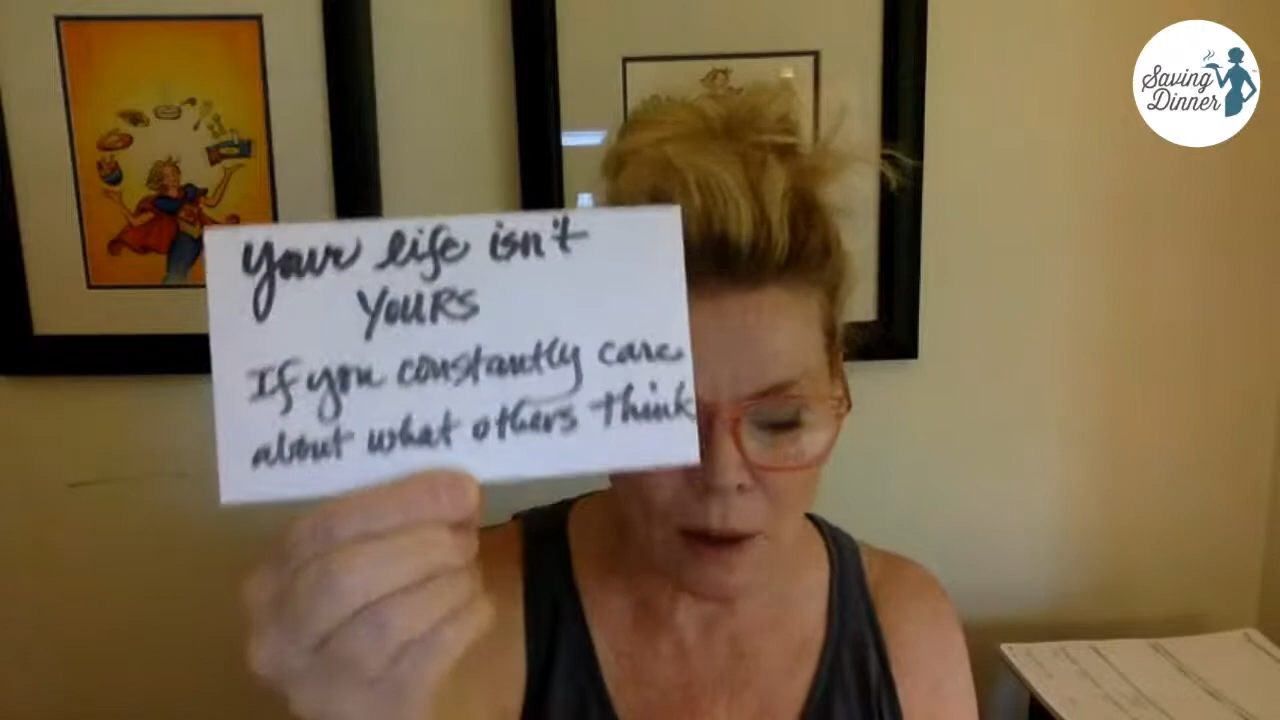 Saving
Dinner
Your life isn't
YOURS
If you constantly care
about what others think